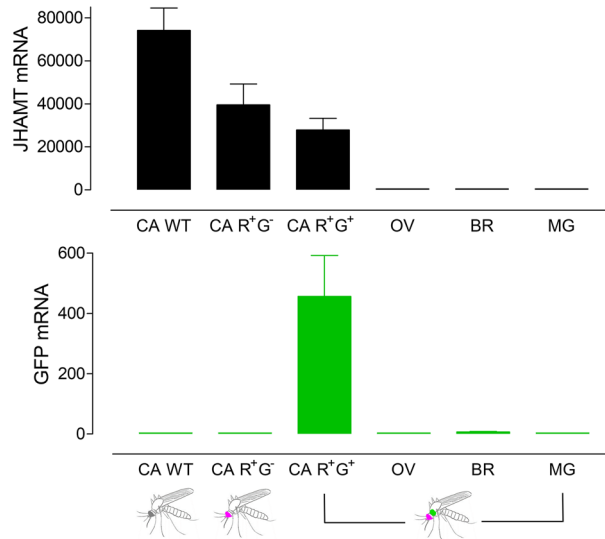 JHAMT mRNA
80000
60000
40000
20000
0
CA WT CA R⁺G⁻ CA R⁺G⁺ OV BR MG
GFP mRNA
600
400
200
0
CA WT CA R⁺G⁻ CA R⁺G⁺ OV BR MG